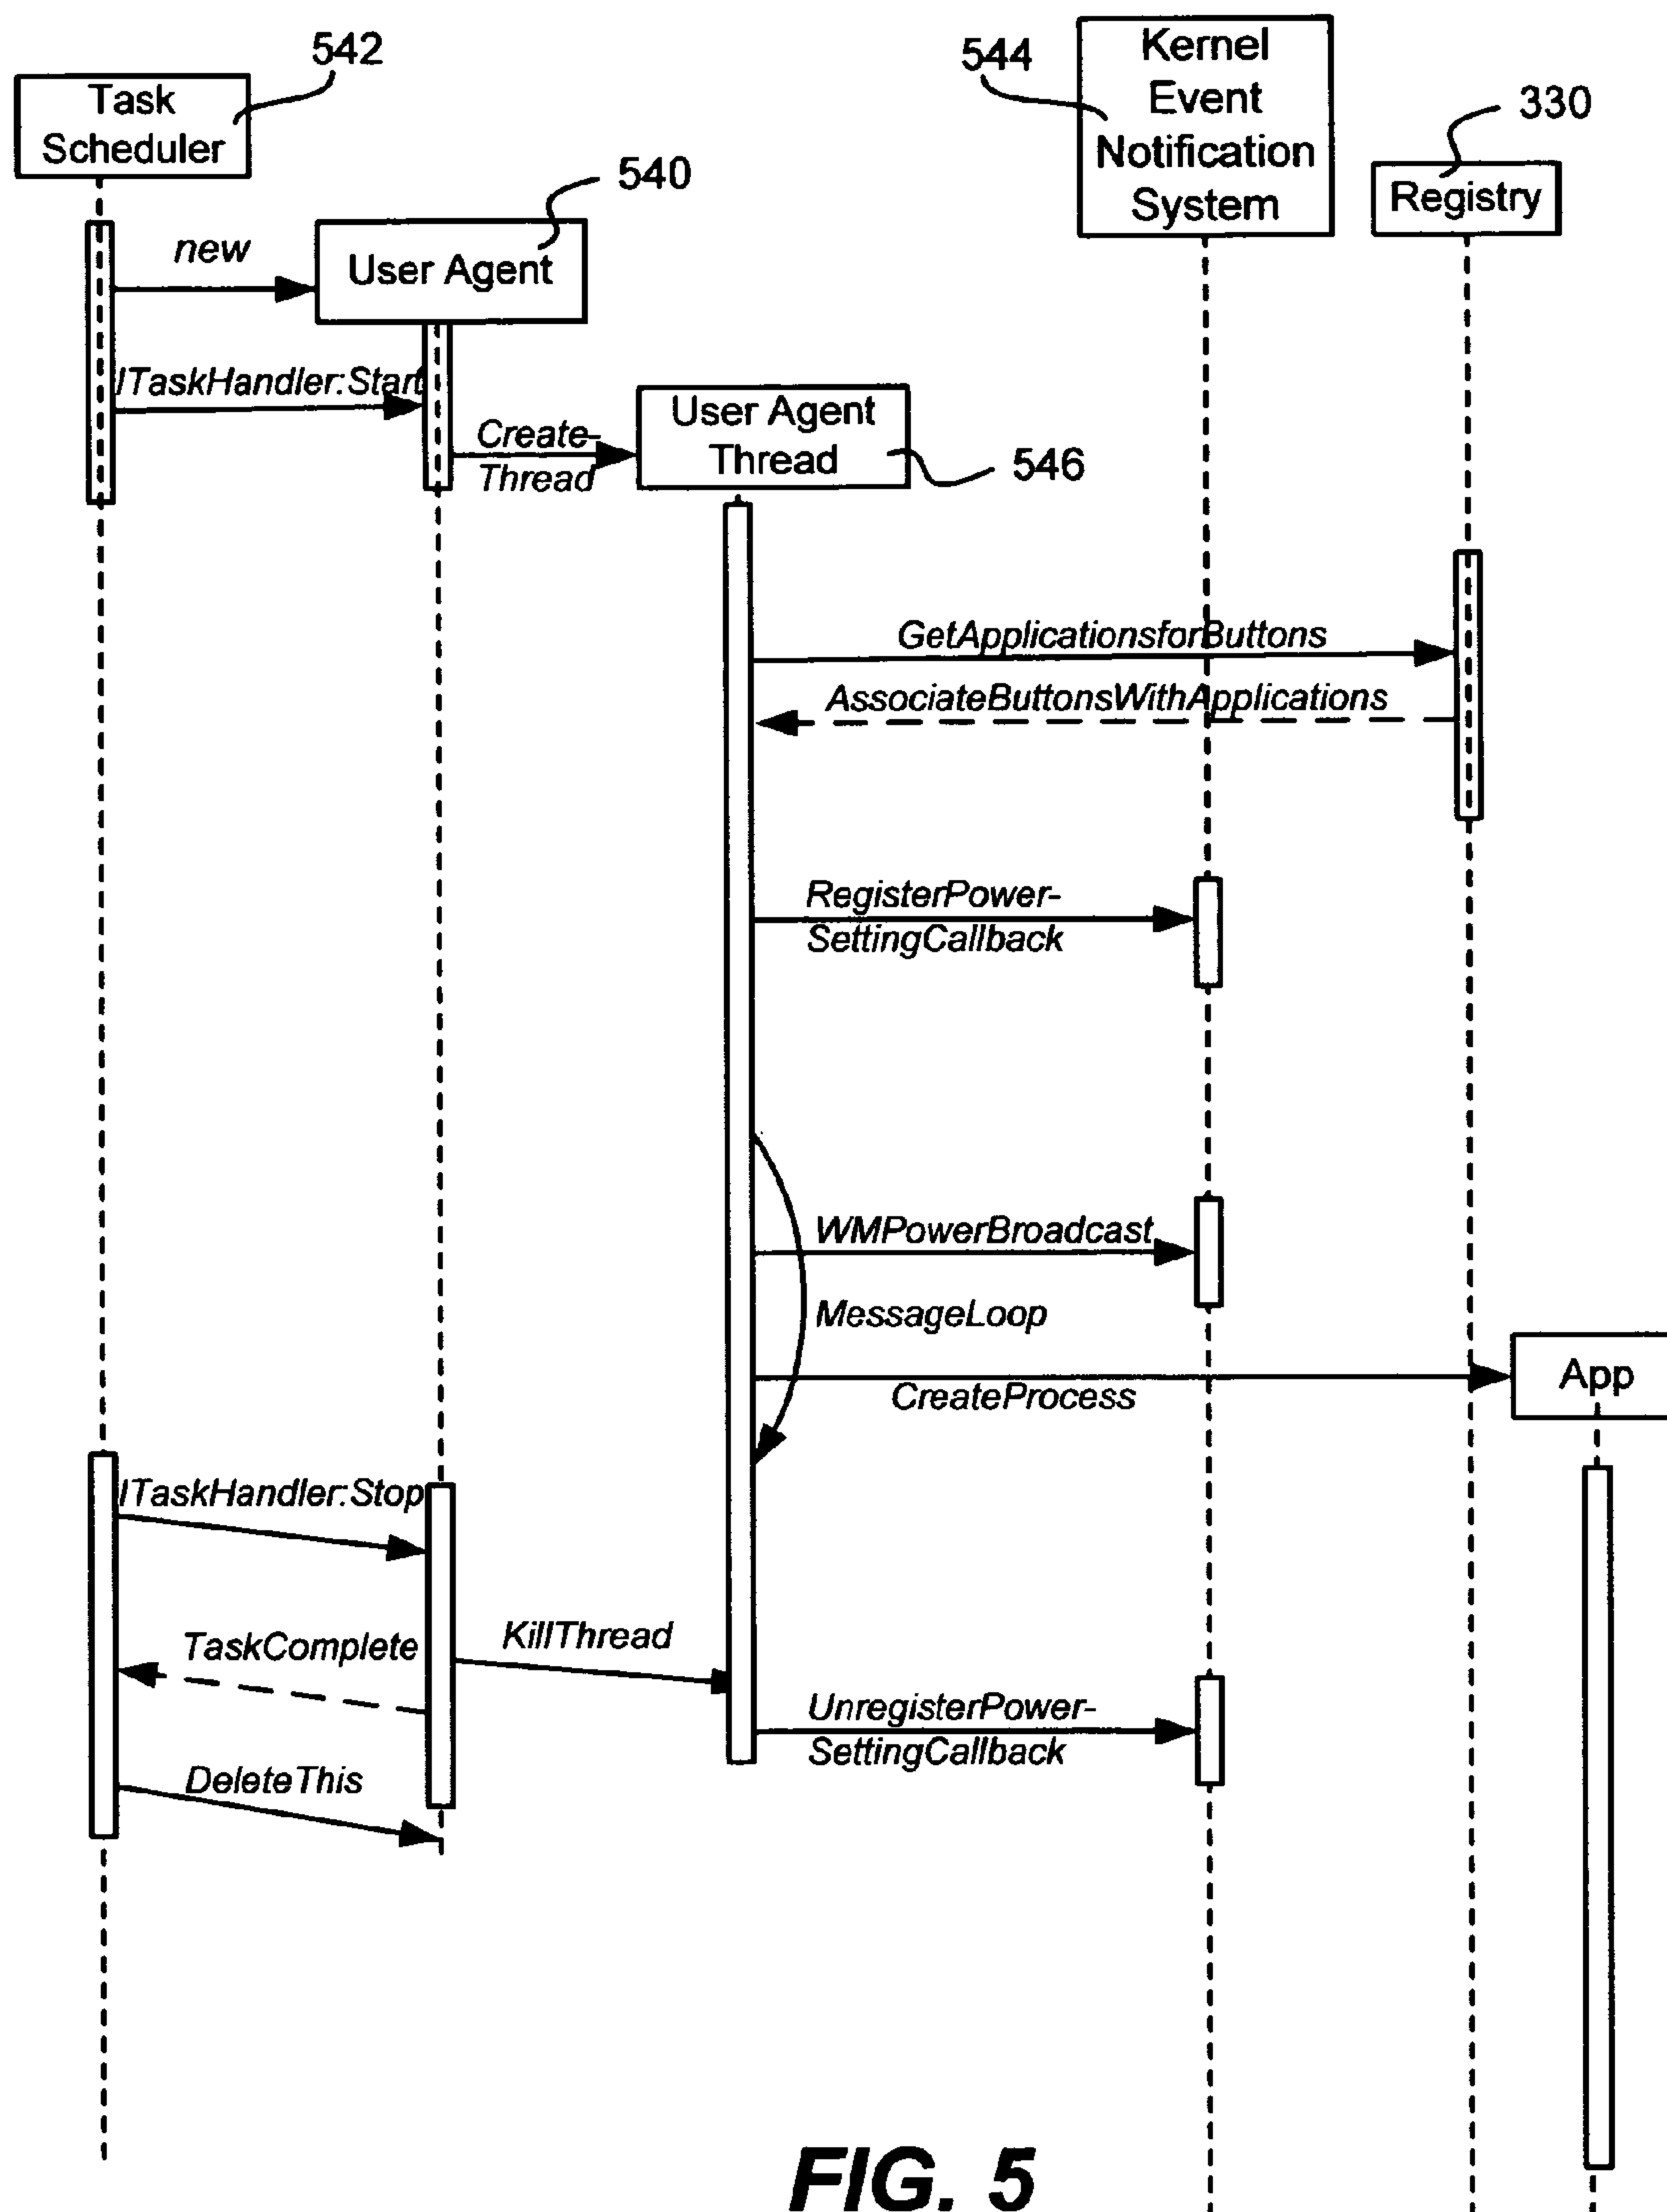 542
Task
Scheduler
544
Kernel
Event
Notification
System
330
Registry
540
new
User Agent
ITaskHandler:Start
Create-
Thread
User Agent
Thread
546
GetApplicationsforButtons
AssociateButtonsWithApplications
RegisterPower-
SettingCallback
WMPowerBroadcast
MessageLoop
App
CreateProcess
ITaskHandler:Stop
TaskComplete
KillThread
UnregisterPower-
SettingCallback
DeleteThis
FIG. 5